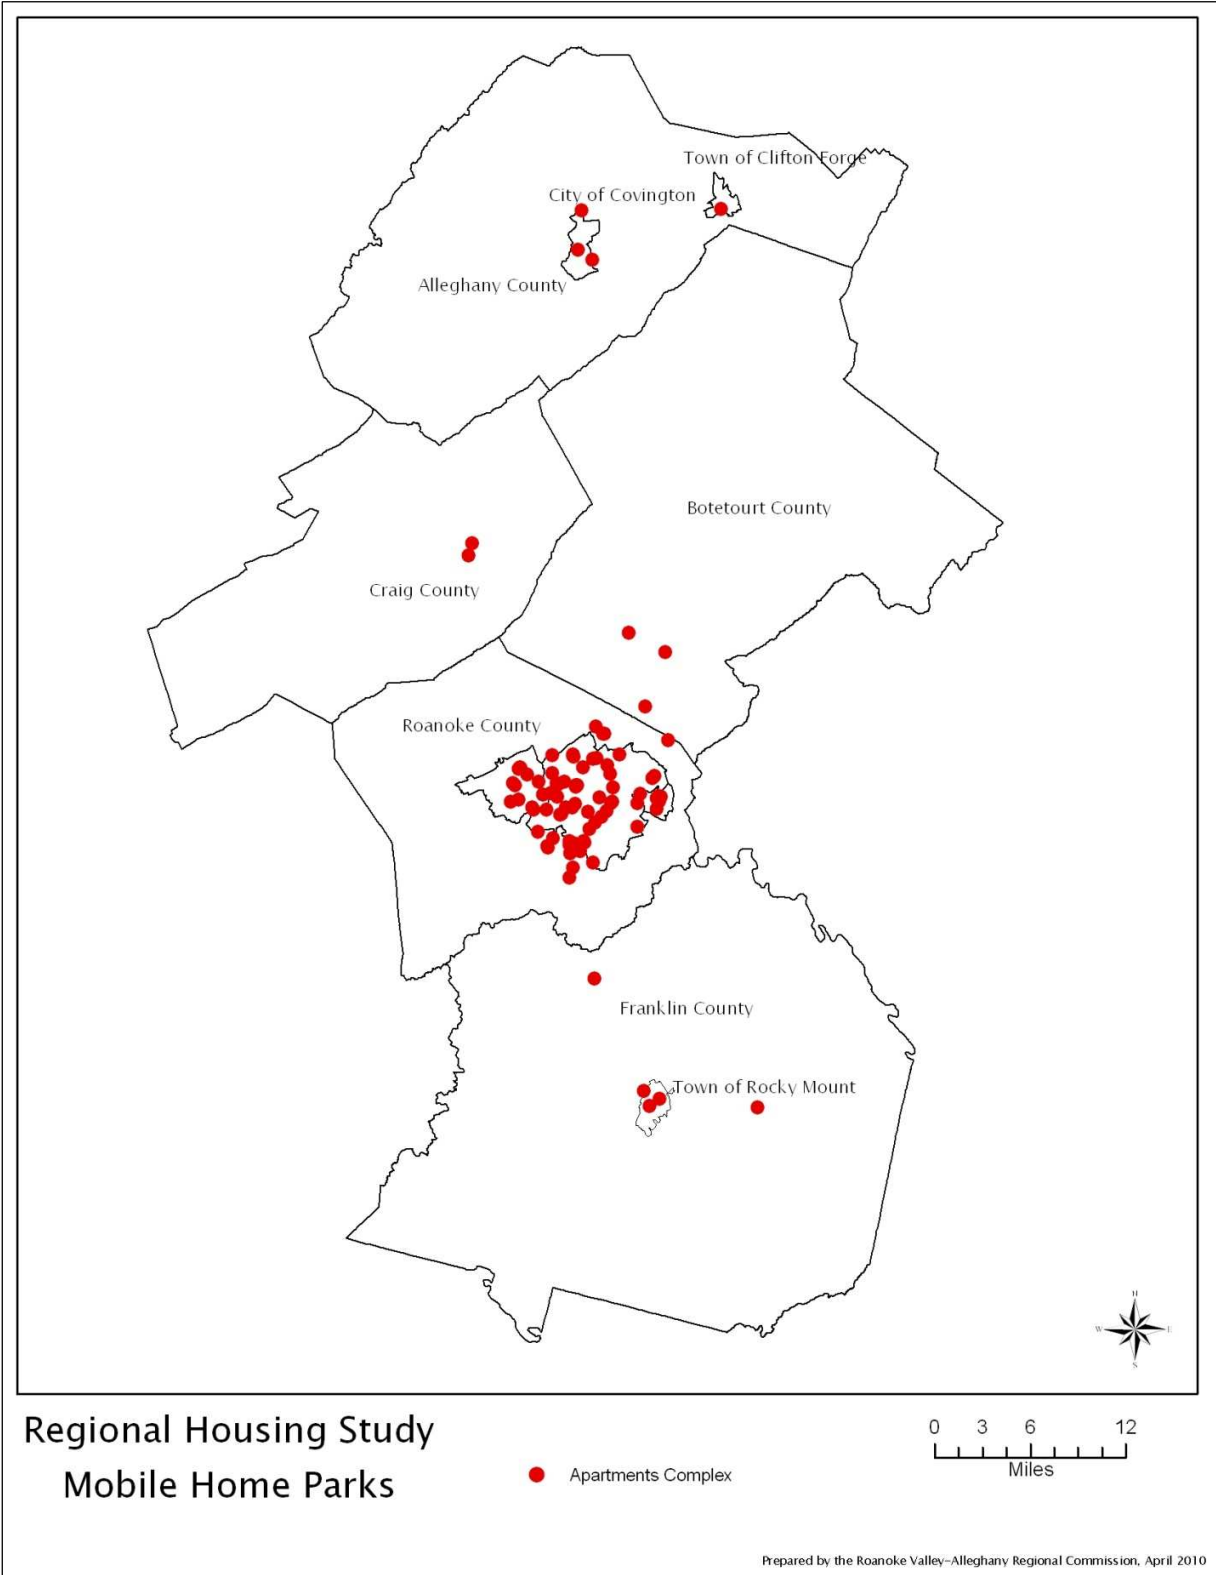 Town of Clifton Forge
City of Covington
Alleghany County
Botetourt County
Craig County
Roanoke County
Franklin County
Town of Rocky Mount
N
W
E
S
Regional Housing Study
Mobile Home Parks
Apartments Complex
0 3 6 12
Miles
Prepared by the Roanoke Valley-Alleghany Regional Commission, April 2010